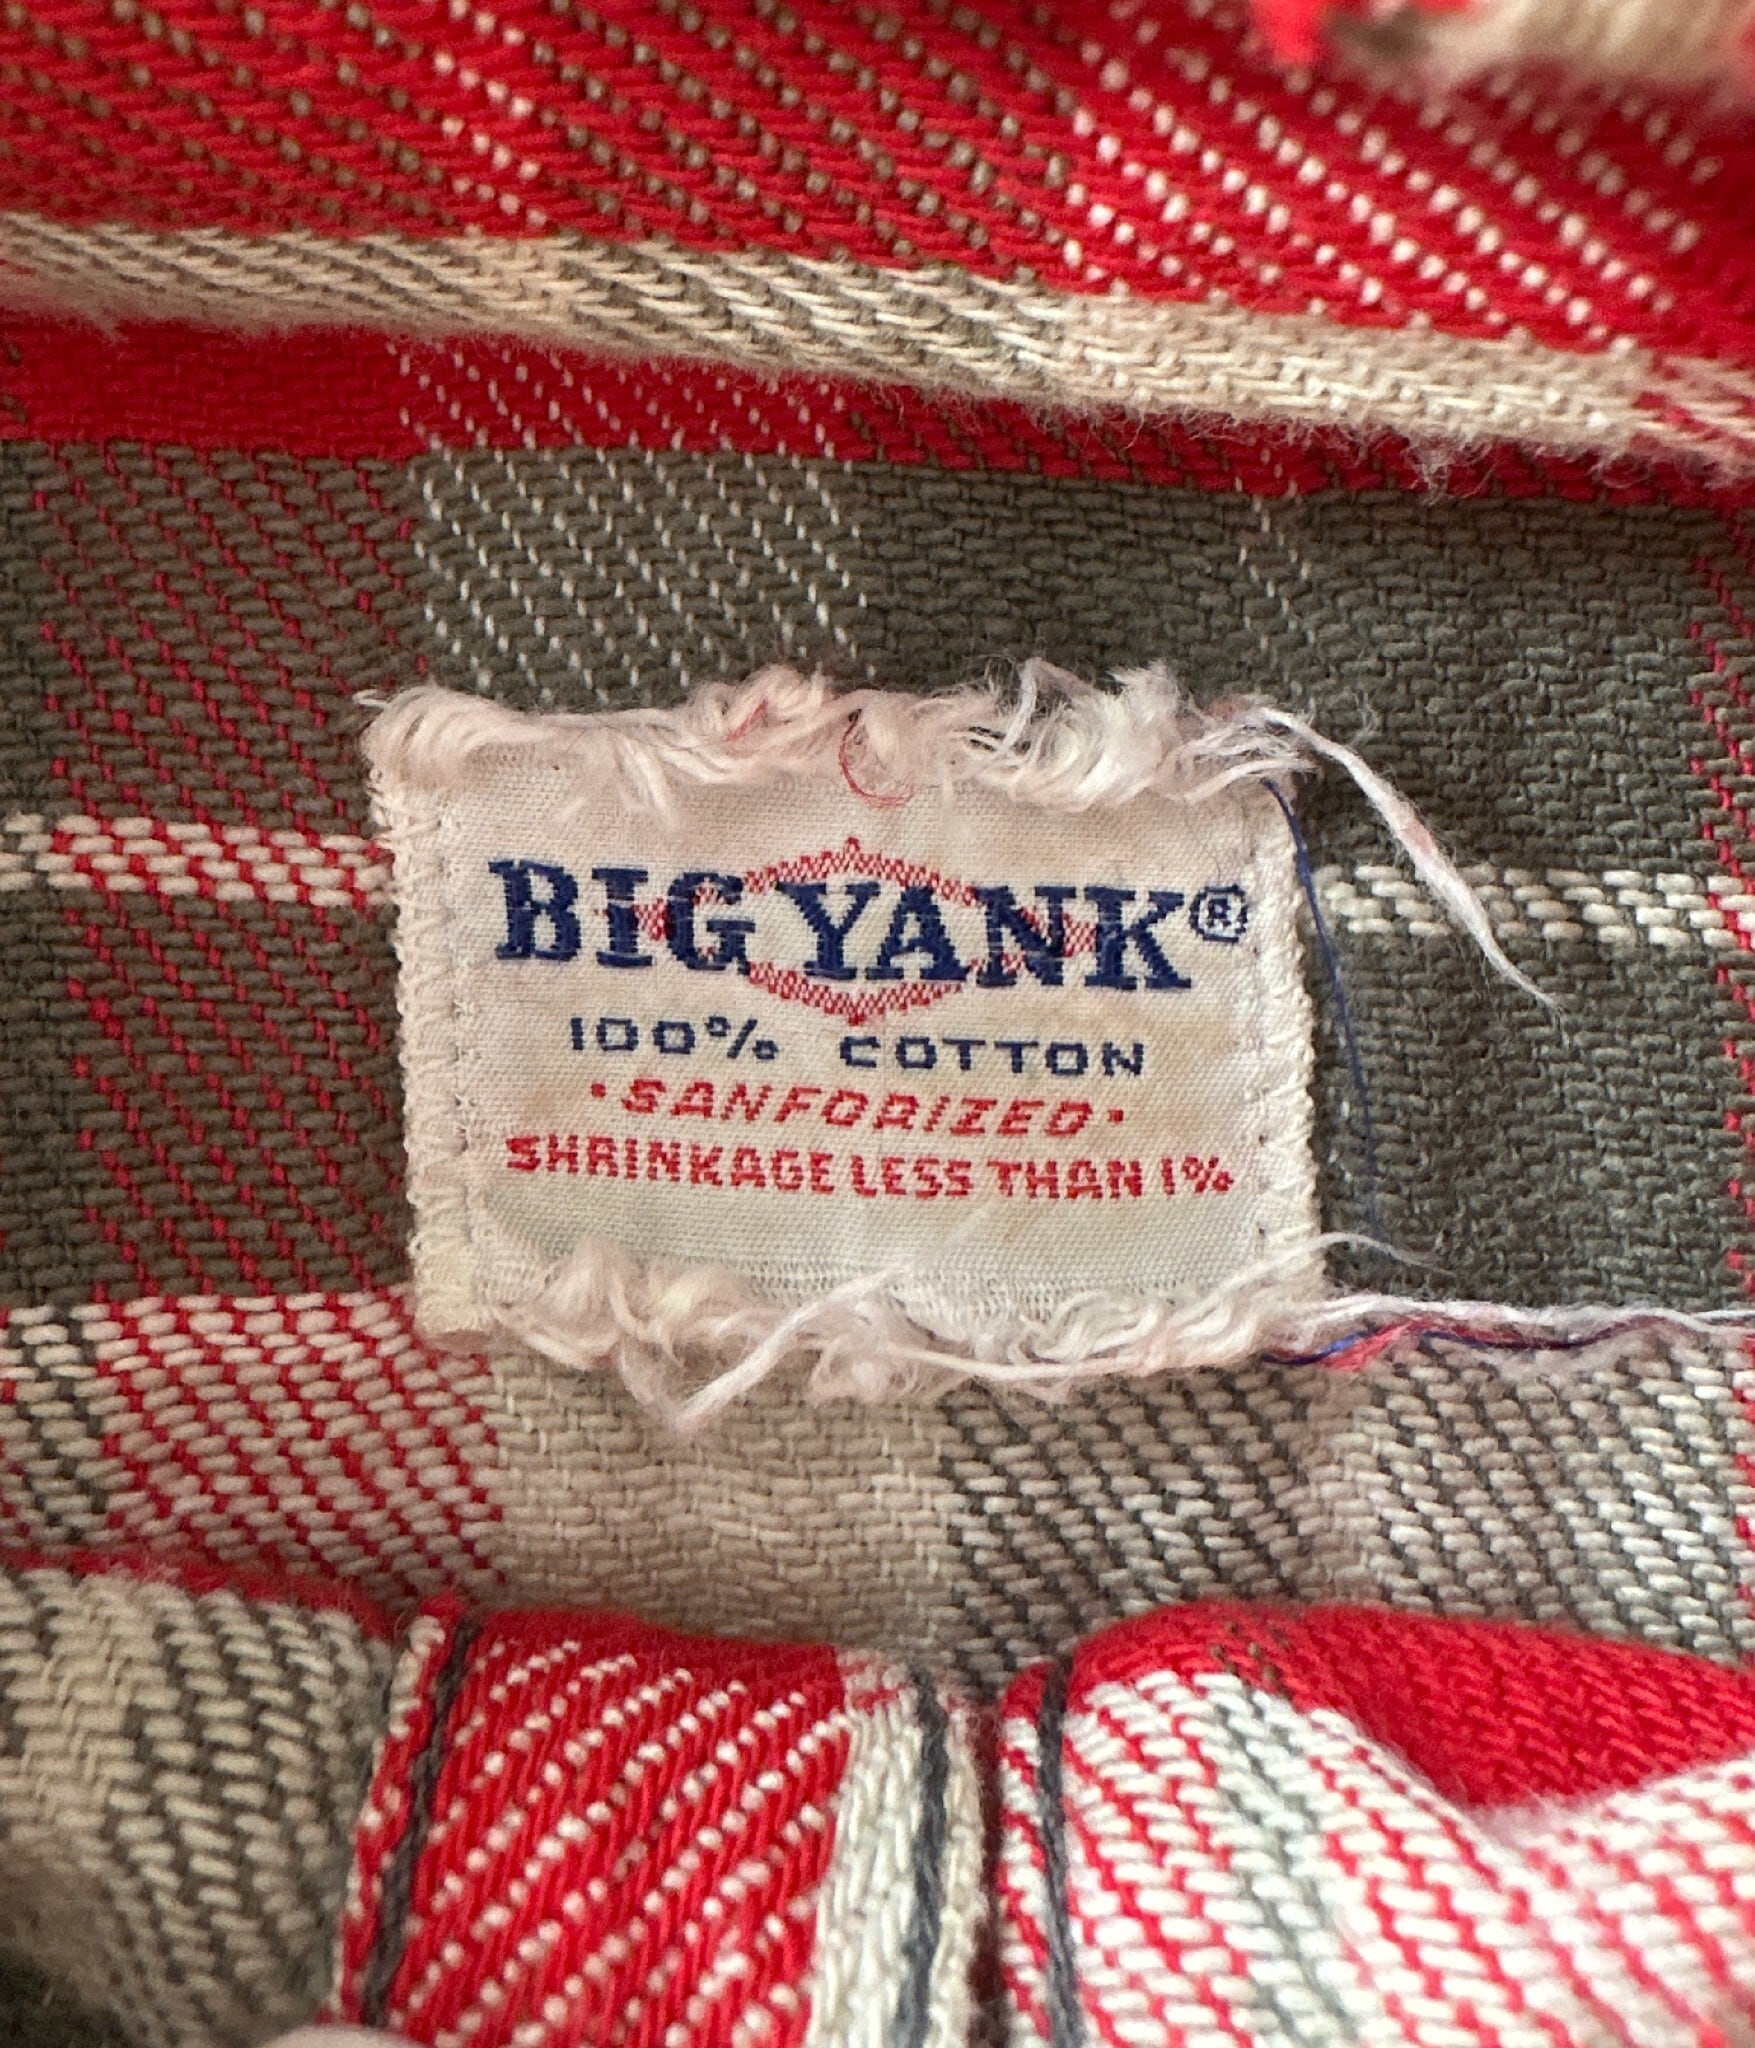 BIG YANK®
100% COTTON
·SANFORIZED·
SHRINKAGE LESS THAN 1%